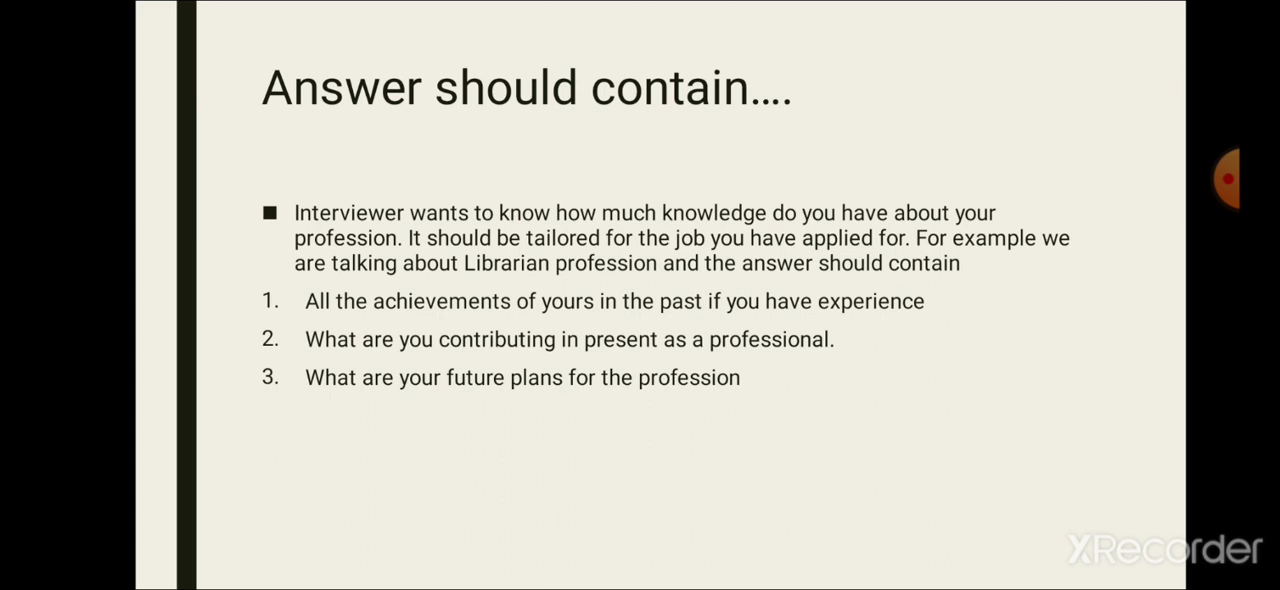 Answer should contain....
Interviewer wants to know how much knowledge do you have about your
profession. It should be tailored for the job you have applied for. For example we
are talking about Librarian profession and the answer should contain
1. All the achievements of yours in the past if you have experience
2. What are you contributing in present as a professional.
3. What are your future plans for the profession
XRecorder